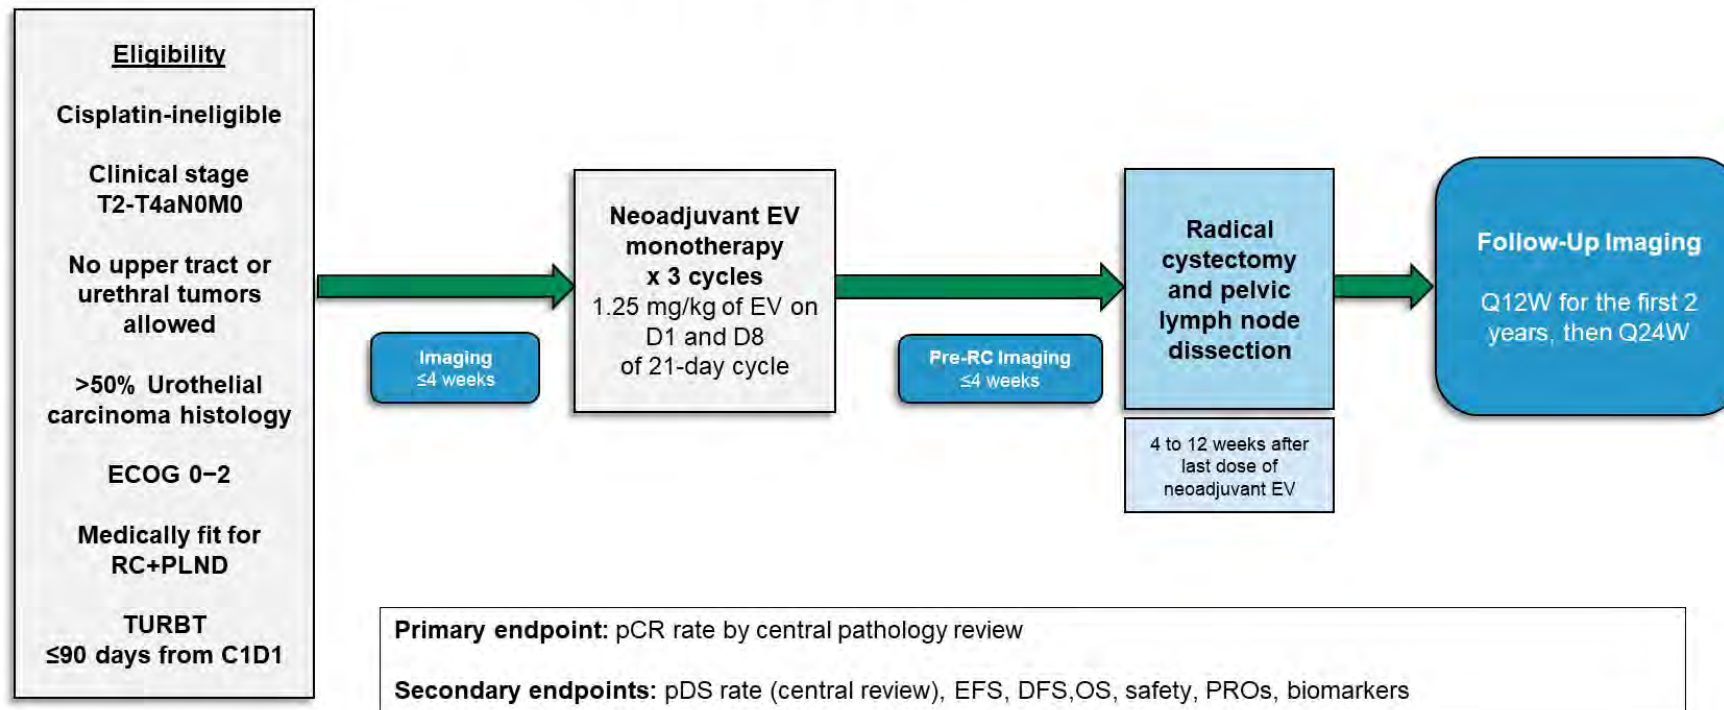 Eligibility
Cisplatin-ineligible
Clinical stage
T2-T4aN0M0
No upper tract or
urethral tumors
allowed
>50% Urothelial
carcinoma histology
ECOG 0−2
Medically fit for
RC+PLND
TURBT
≤90 days from C1D1
Imaging
≤4 weeks
Neoadjuvant EV
monotherapy
x 3 cycles
1.25 mg/kg of EV on
D1 and D8
of 21-day cycle
Pre-RC Imaging
≤4 weeks
Radical
cystectomy
and pelvic
lymph node
dissection
4 to 12 weeks after
last dose of
neoadjuvant EV
Follow-Up Imaging
Q12W for the first 2
years, then Q24W
Primary endpoint: pCR rate by central pathology review
Secondary endpoints: pDS rate (central review), EFS, DFS,OS, safety, PROs, biomarkers